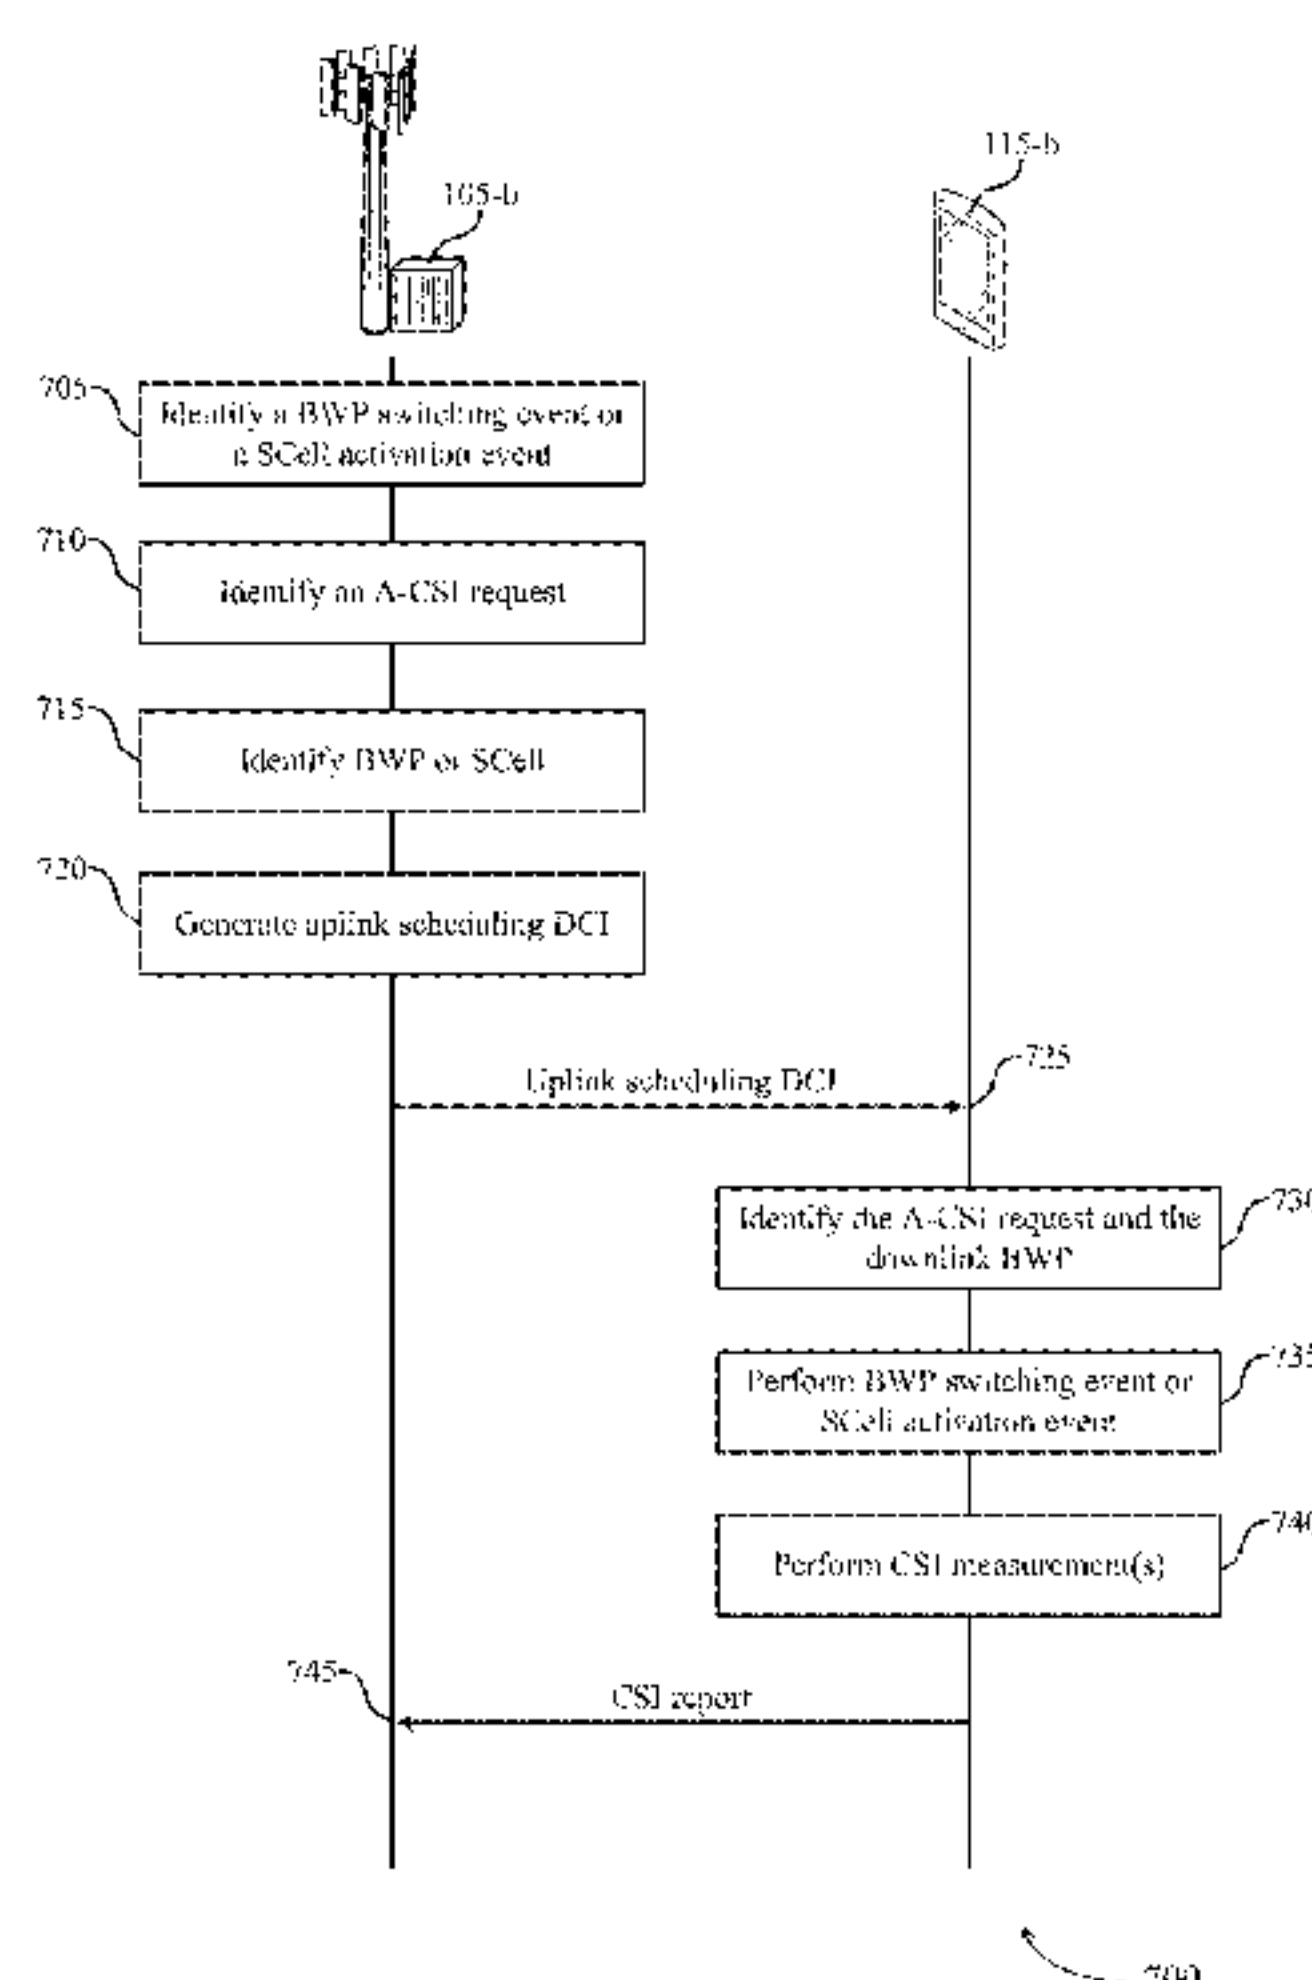 105-b
115-b
705
Identify a BWP switching event or
a SCell activation event
710
Identify an A-CSI request
715
Identify BWP or SCell
720
Generate uplink scheduling DCI
Uplink scheduling DCI
725
Identify the A-CSI request and the
downlink BWP
730
Perform BWP switching event or
SCell activation event
735
Perform CSI measurement(s)
740
745
CSI report
700